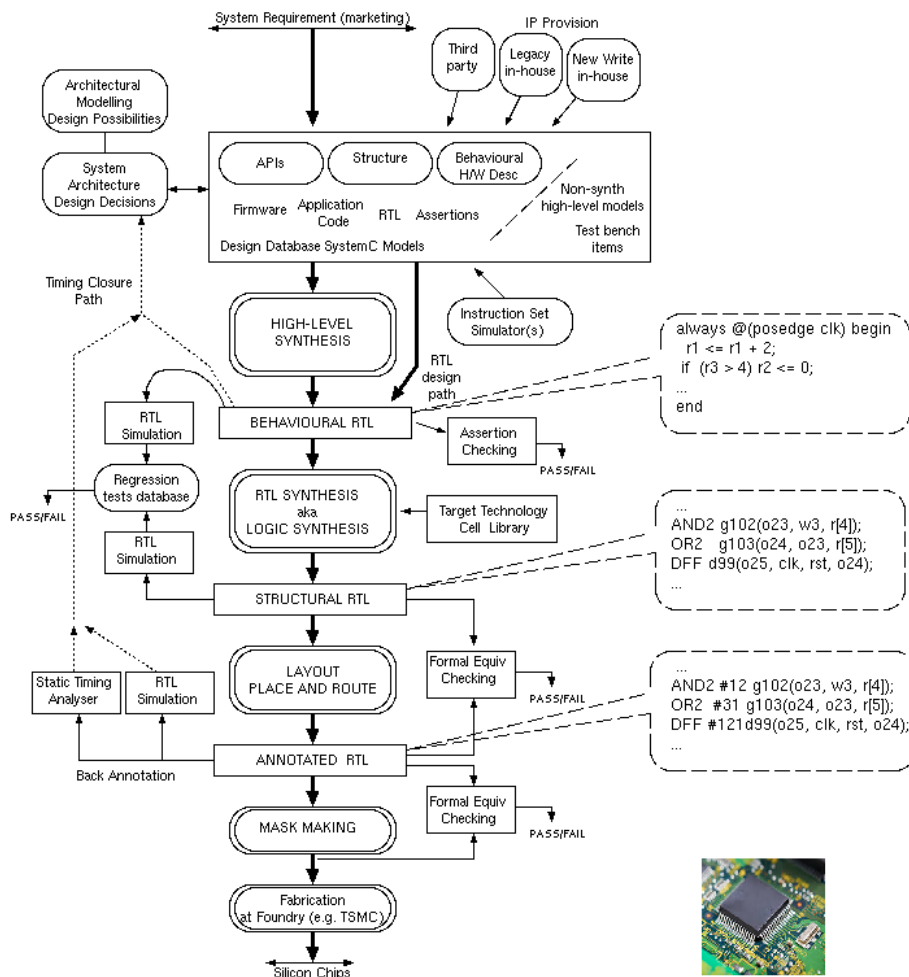 System Requirement (marketing)
IP Provision
Third
party
Legacy
in-house
New Write
in-house
Architectural
Modelling
Design Possibilities
System
Architecture
Design Decisions
APIs
Structure
Behavioural
H/W Desc
Non-synth
high-level models
Firmware
Application
Code
RTL
Assertions
Test bench
items
Design Database SystemC Models
Timing Closure
Path
HIGH-LEVEL
SYNTHESIS
Instruction Set
Simulator(s)
RTL
design
path
always @(posedge clk) begin
r1 <= r1 + 2;
if (r3 > 4) r2 <= 0;
...
end
RTL
Simulation
BEHAVIOURAL RTL
Assertion
Checking
PASS/FAIL
Regression
tests database
PASS/FAIL
RTL SYNTHESIS
aka
LOGIC SYNTHESIS
Target Technology
Cell Library
...
AND2 g102(o23, w3, r[4]);
OR2 g103(o24, o23, r[5]);
DFF d99(o25, clk, rst, o24);
...
RTL
Simulation
STRUCTURAL RTL
LAYOUT
PLACE AND ROUTE
Formal Equiv
Checking
PASS/FAIL
Static Timing
Analyser
RTL
Simulation
...
AND2 #12 g102(o23, w3, r[4]);
OR2 #31 g103(o24, o23, r[5]);
DFF #121d99(o25, clk, rst, o24);
...
Back Annotation
ANNOTATED RTL
Formal Equiv
Checking
PASS/FAIL
MASK MAKING
Fabrication
at Foundry (e.g. TSMC)
Silicon Chips